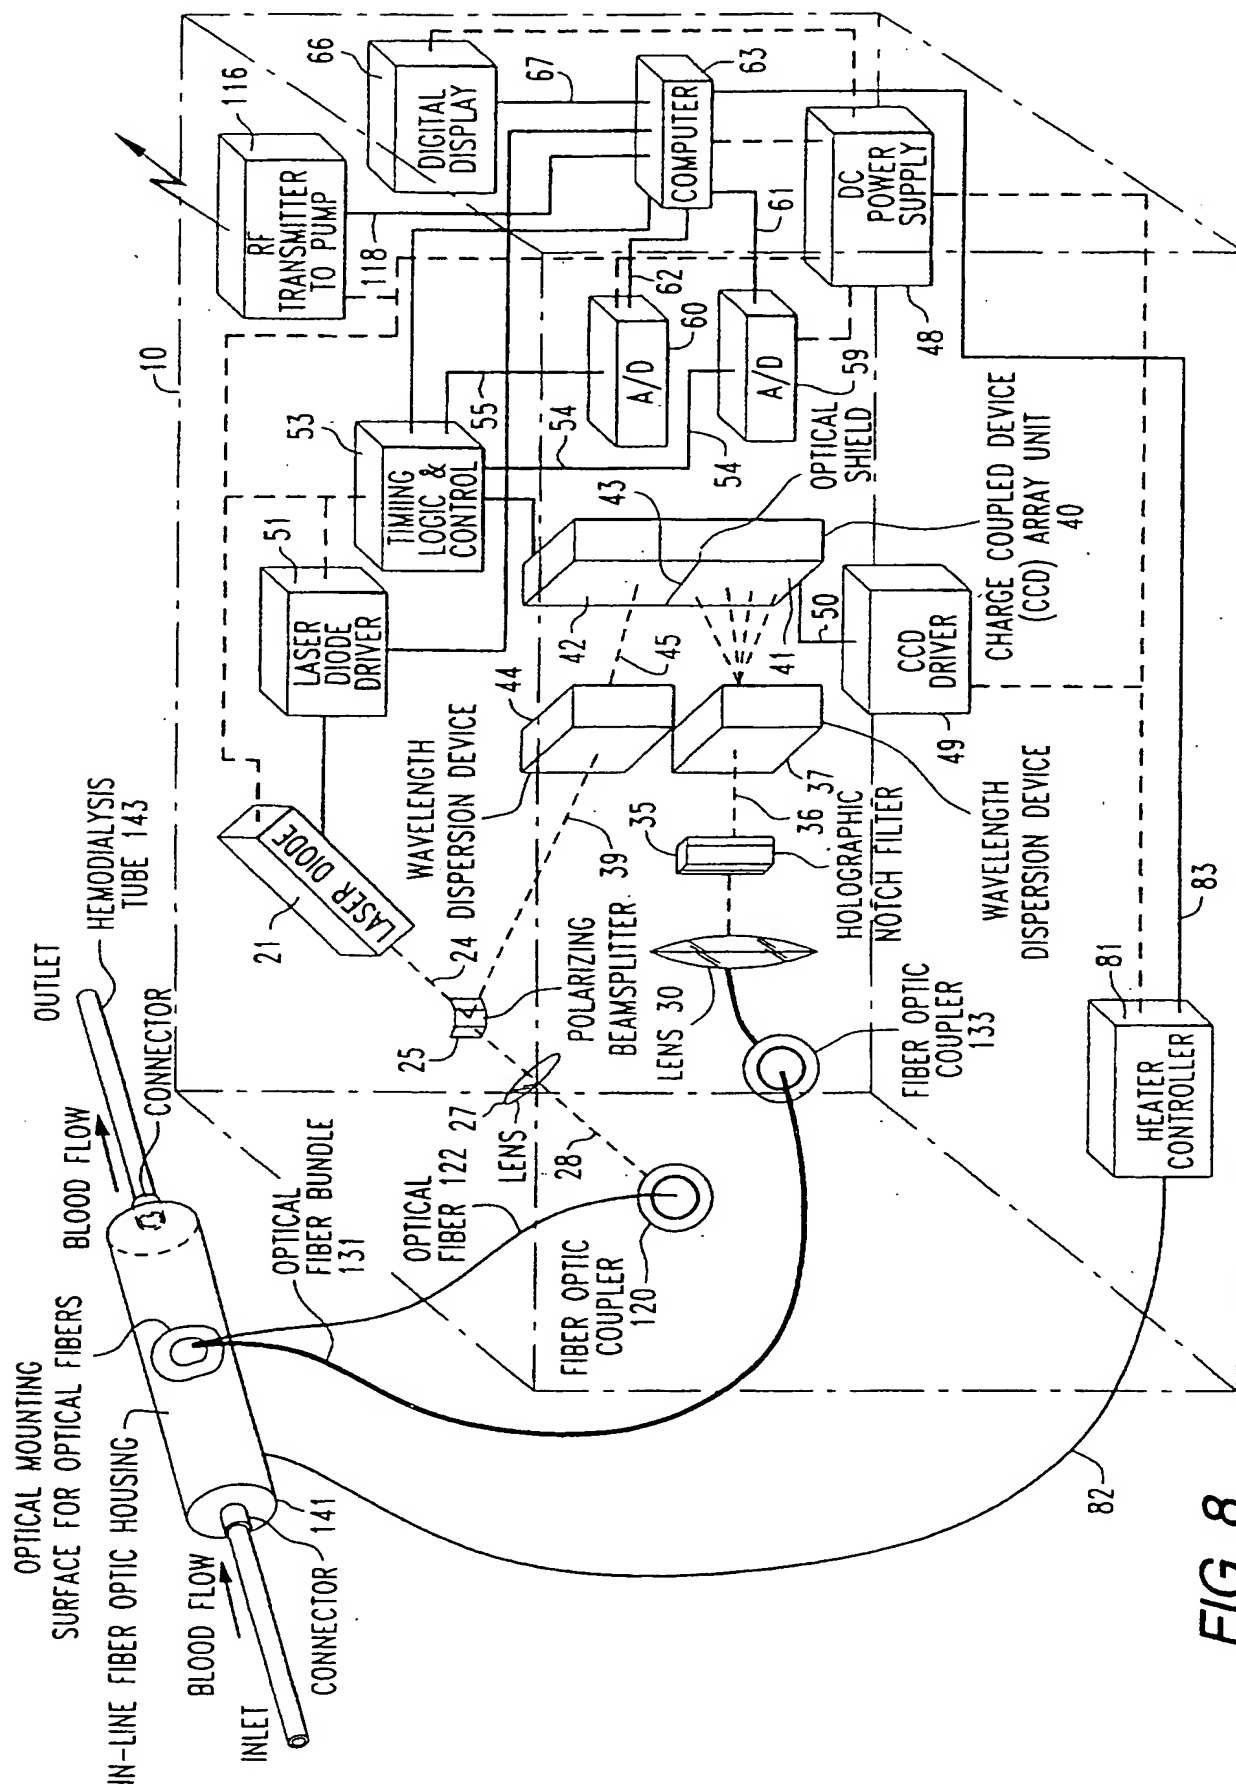 OPTICAL MOUNTING
SURFACE FOR OPTICAL FIBERS
IN-LINE FIBER OPTIC HOUSING
BLOOD FLOW
INLET
CONNECTOR
141
BLOOD FLOW
OUTLET
CONNECTOR
HEMODIALYSIS
TUBE 143
OPTICAL
FIBER BUNDLE
131
OPTICAL
FIBER 122
LENS
27
28
FIBER OPTIC
COUPLER
120
25
POLARIZING
BEAMSPLITTER
24
21
LASER DIODE
39
WAVELENGTH
DISPERSION DEVICE
44
45
LASER
DIODE
DRIVER
51
TIMING
LOGIC &
CONTROL
53
10
RF
TRANSMITTER
TO PUMP
116
118
DIGITAL
DISPLAY
66
67
COMPUTER
63
62
61
A/D
60
A/D
59
55
54
54
DC
POWER
SUPPLY
48
OPTICAL
SHIELD
43
42
41
CHARGE COUPLED DEVICE
(CCD) ARRAY UNIT
40
50
CCD
DRIVER
49
WAVELENGTH
DISPERSION DEVICE
37
36
35
HOLOGRAPHIC
NOTCH FILTER
LENS 30
FIBER OPTIC
COUPLER
133
HEATER
CONTROLLER
81
83
82
FIG. 8